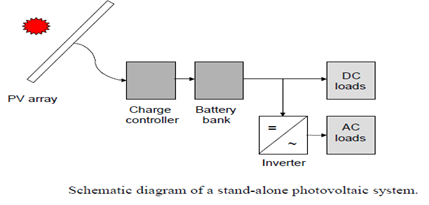 PV array
Charge
controller
Battery
bank
DC
loads
=
~
Inverter
AC
loads
Schematic diagram of a stand-alone photovoltaic system.